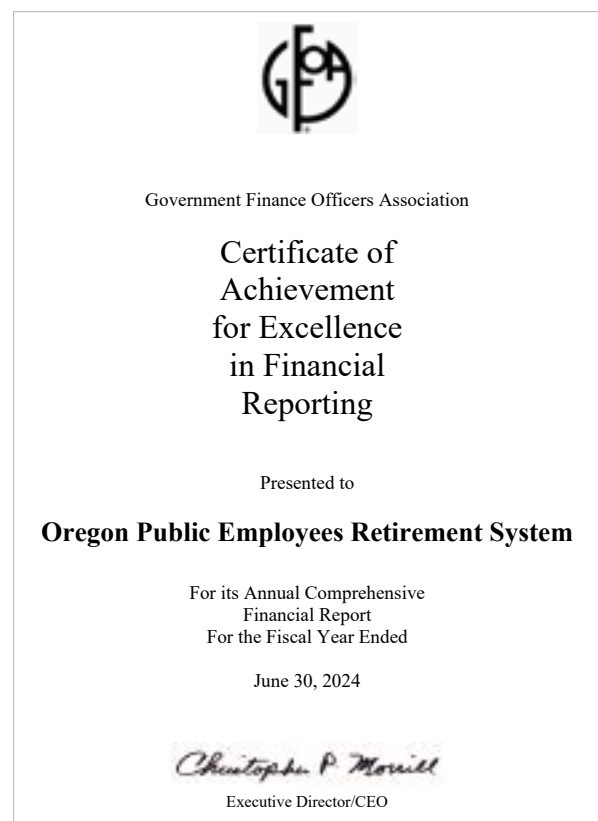 GFOA
Government Finance Officers Association
Certificate of
Achievement
for Excellence
in Financial
Reporting
Presented to
Oregon Public Employees Retirement System
For its Annual Comprehensive
Financial Report
For the Fiscal Year Ended
June 30, 2024
Christopher P. Morrill
Executive Director/CEO